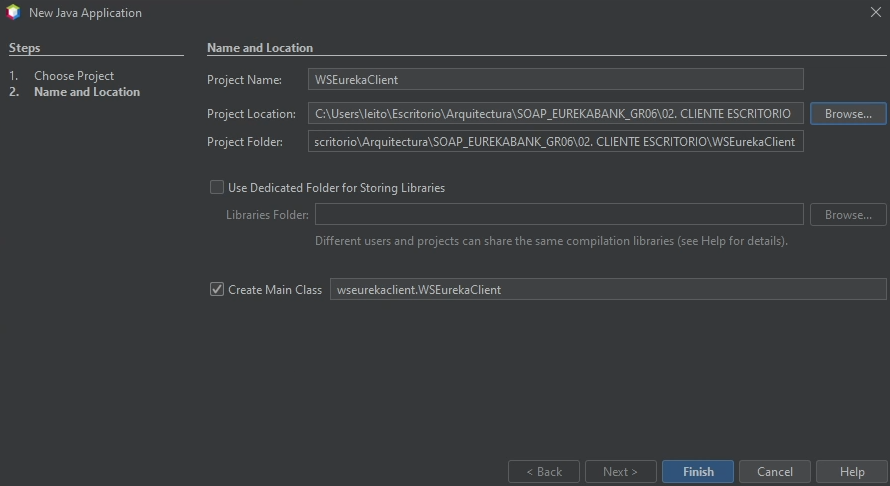 New Java Application
Steps
1. Choose Project
2. Name and Location
Name and Location
Project Name: WSEurekaClient
Project Location: C:\Users\leito\Escritorio\Arquitectura\SOAP_EUREKABANK_GR06\02. CLIENTE ESCRITORIO Browse...
Project Folder: scritorio\Arquitectura\SOAP_EUREKABANK_GR06\02. CLIENTE ESCRITORIO\WSEurekaClient
Use Dedicated Folder for Storing Libraries
Libraries Folder: Browse...
Different users and projects can share the same compilation libraries (see Help for details).
Create Main Class wseurekaclient.WSEurekaClient
< Back Next > Finish Cancel Help